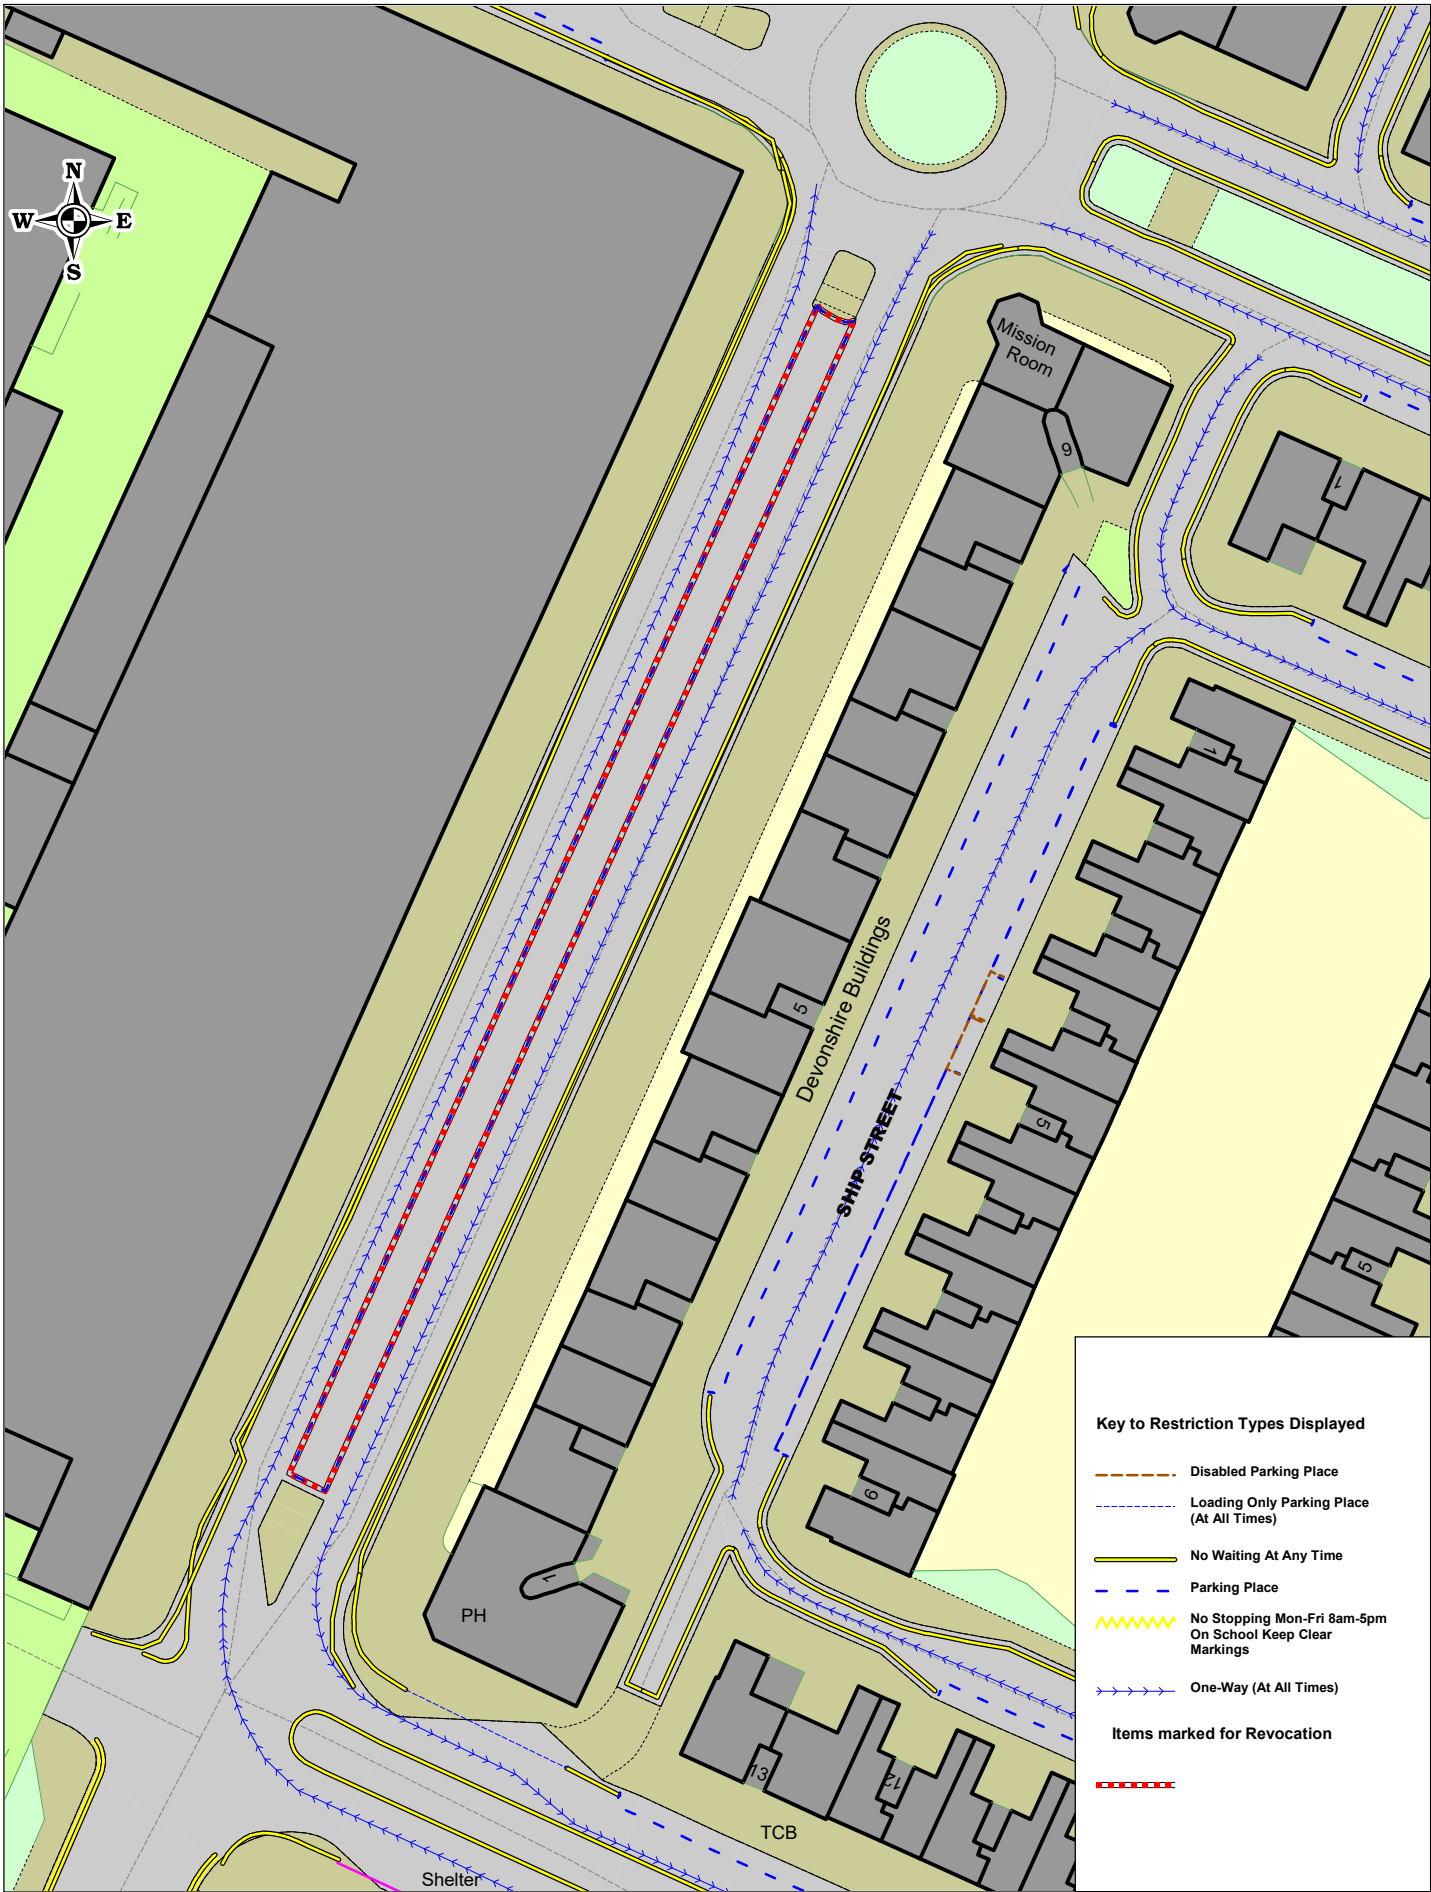 N
W E
S
Mission
Room
9
1
1
5
Devonshire Buildings
SHIP STREET
5
5
9
1
PH
13
12
TCB
Shelter
Key to Restriction Types Displayed
Disabled Parking Place
Loading Only Parking Place
(At All Times)
No Waiting At Any Time
Parking Place
No Stopping Mon-Fri 8am-5pm
On School Keep Clear
Markings
One-Way (At All Times)
Items marked for Revocation